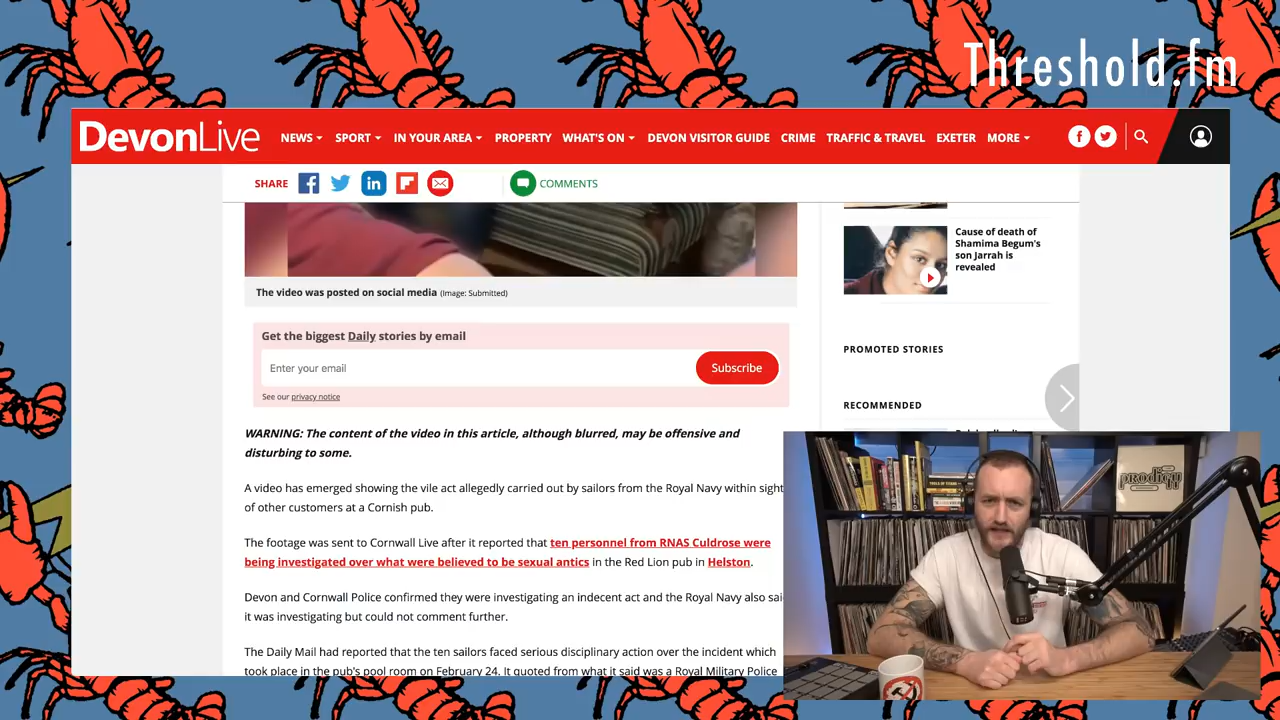 Threshold.fm
DevonLive NEWS SPORT IN YOUR AREA PROPERTY WHAT'S ON DEVON VISITOR GUIDE CRIME TRAFFIC & TRAVEL EXETER MORE
SHARE COMMENTS
The video was posted on social media (Image: Submitted)
Get the biggest Daily stories by email
Enter your email
Subscribe
See our privacy notice
WARNING: The content of the video in this article, although blurred, may be offensive and
disturbing to some.
A video has emerged showing the vile act allegedly carried out by sailors from the Royal Navy within sight
of other customers at a Cornish pub.
The footage was sent to Cornwall Live after it reported that ten personnel from RNAS Culdrose were
being investigated over what were believed to be sexual antics in the Red Lion pub in Helston.
Devon and Cornwall Police confirmed they were investigating an indecent act and the Royal Navy also
it was investigating but could not comment further.
The Daily Mail had reported that the ten sailors faced serious disciplinary action over the incident which
took place in the pub's pool room on February 24. It quoted from what it said was a Royal Military Police
Cause of death of
Shamima Begum's
son Jarrah is
revealed
PROMOTED STORIES
RECOMMENDED
prodigy